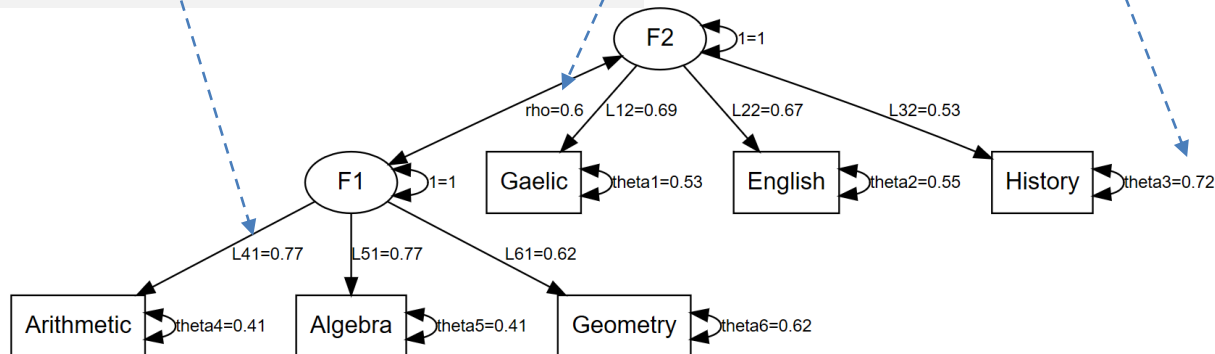 F2
1=1
rho=0.6
L12=0.69
L22=0.67
L32=0.53
F1
1=1
Gaelic
theta1=0.53
English
theta2=0.55
History
theta3=0.72
L41=0.77
L51=0.77
L61=0.62
Arithmetic
theta4=0.41
Algebra
theta5=0.41
Geometry
theta6=0.62